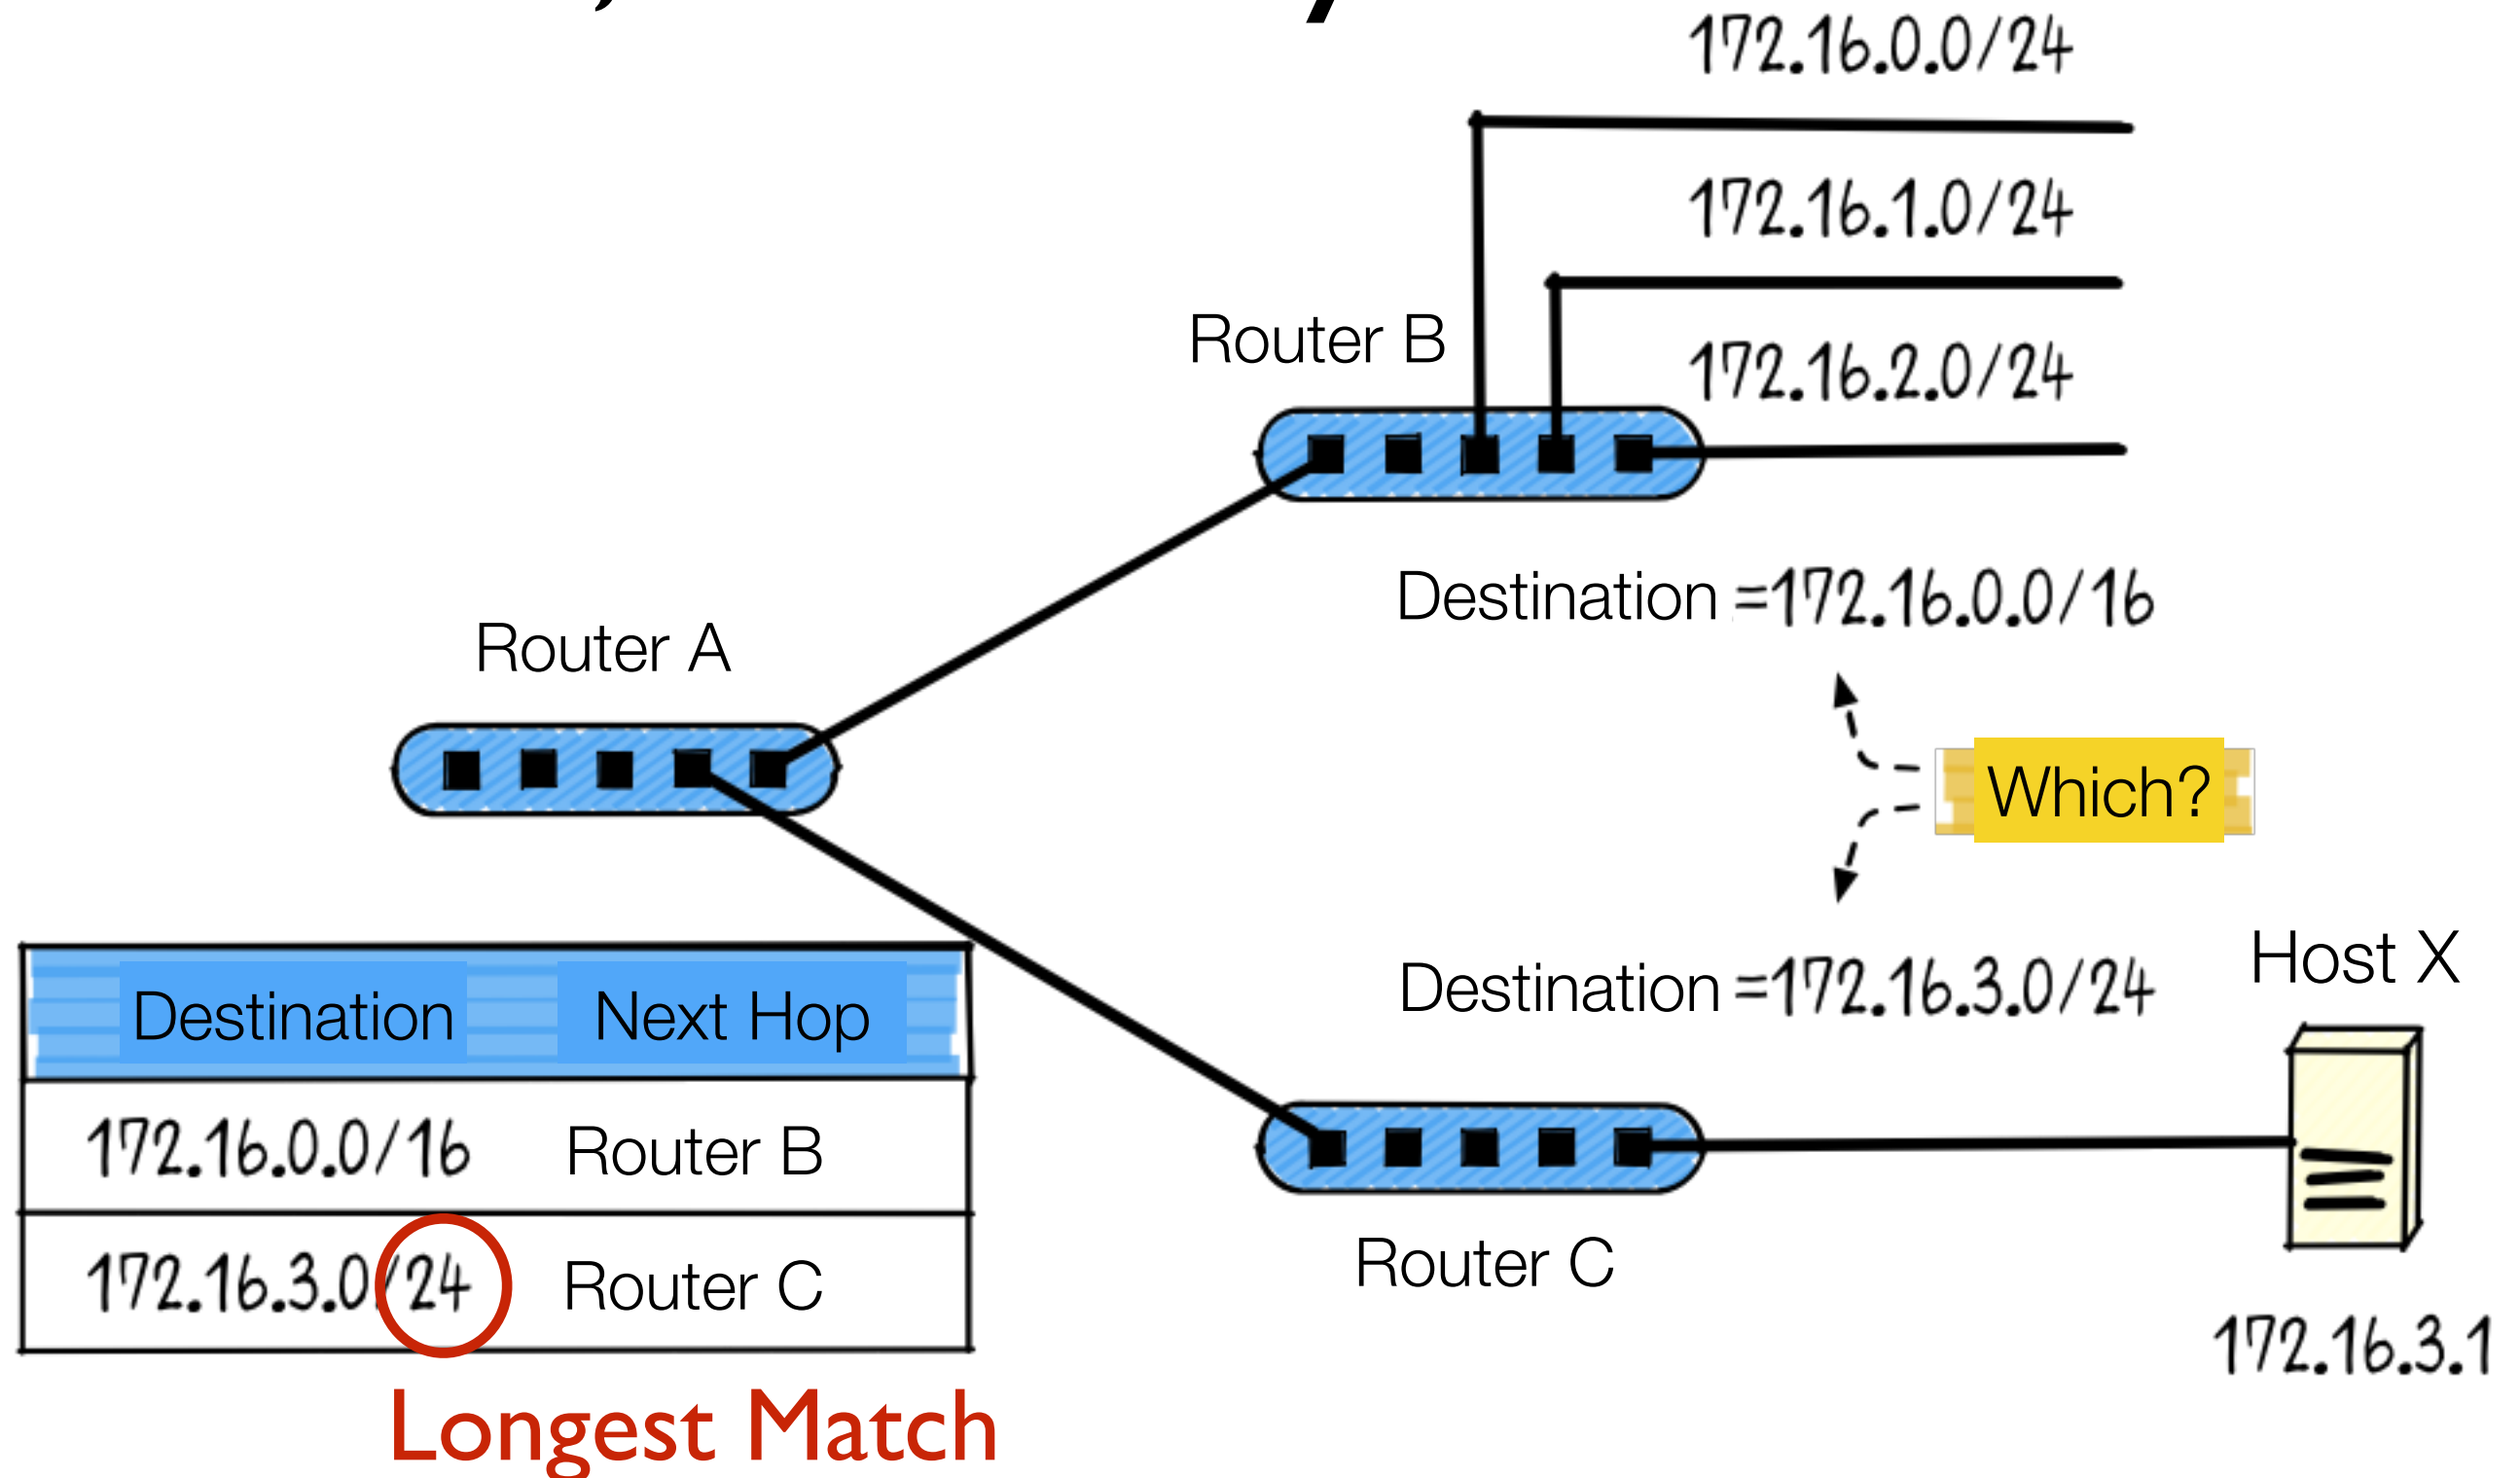 172.16.0.0/24
172.16.1.0/24
Router B
172.16.2.0/24
Destination =172.16.0.0/16
Router A
Which?
Destination =172.16.3.0/24
Host X
Destination Next Hop
172.16.0.0/16 Router B
172.16.3.0/24 Router C
Router C
172.16.3.1
Longest Match